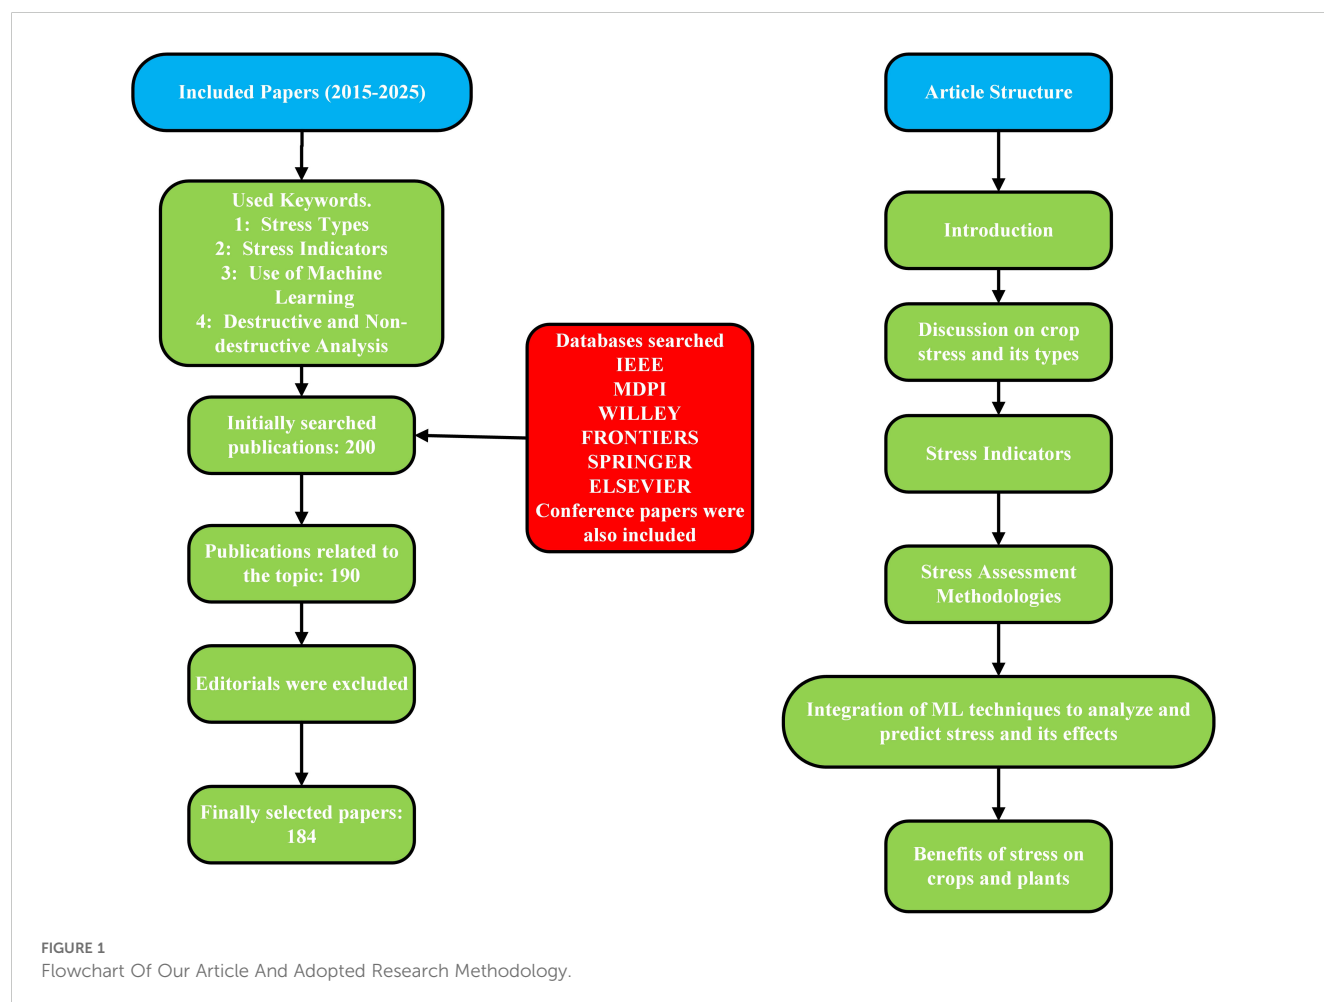 Included Papers (2015-2025)
Used Keywords.
1: Stress Types
2: Stress Indicators
3: Use of Machine
Learning
4: Destructive and Non-
destructive Analysis
Initially searched
publications: 200
Databases searched
IEEE
MDPI
WILLEY
FRONTIERS
SPRINGER
ELSEVIER
Conference papers were
also included
Publications related to
the topic: 190
Editorials were excluded
Finally selected papers:
184
Article Structure
Introduction
Discussion on crop
stress and its types
Stress Indicators
Stress Assessment
Methodologies
Integration of ML techniques to analyze and
predict stress and its effects
Benefits of stress on
crops and plants
FIGURE 1
Flowchart Of Our Article And Adopted Research Methodology.